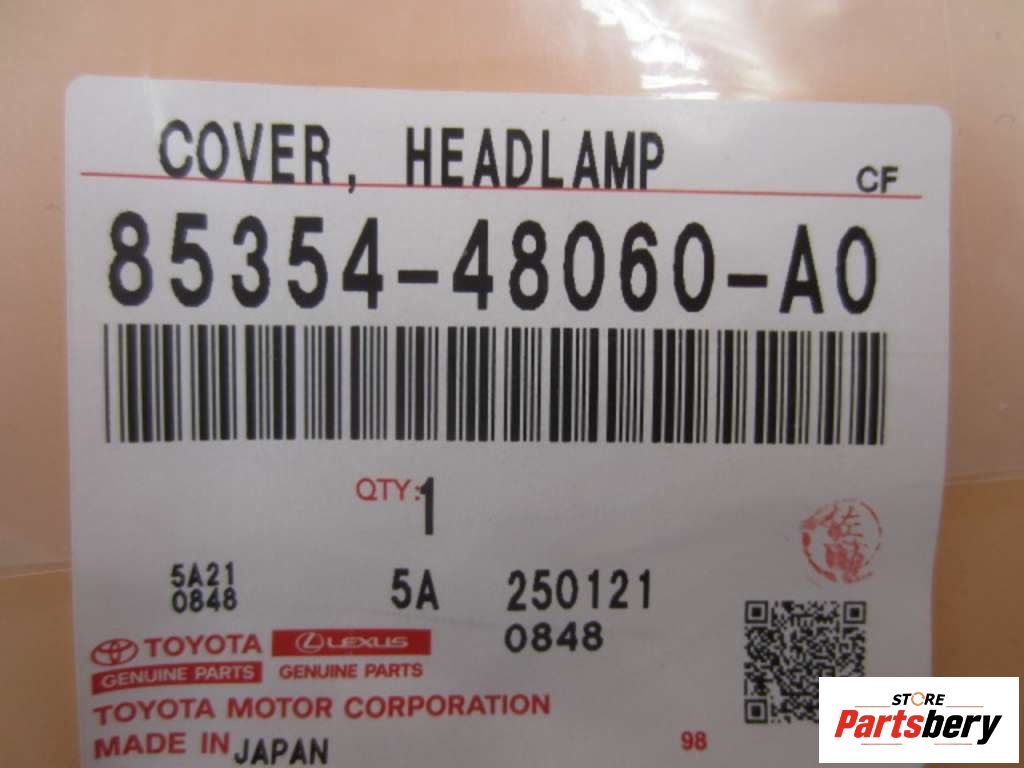 COVER, HEADLAMP
CF
85354-48060-A0
QTY: 1
5A21
0848
5A 250121
0848
TOYOTA
GENUINE PARTS
LEXUS
GENUINE PARTS
TOYOTA MOTOR CORPORATION
MADE IN JAPAN
98
STORE
Partsbery